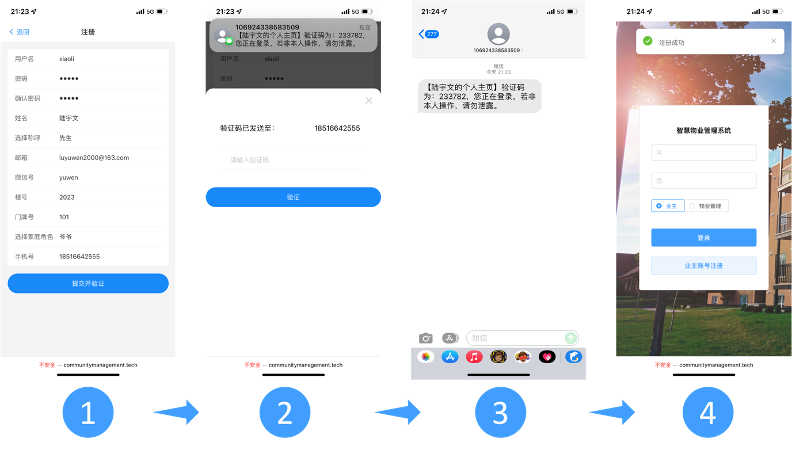 21:23
5G
返回
注册
用户名
xiaoli
密码
●●●●●
确认密码
●●●●●
姓名
陆宇文
选择称呼
先生
邮箱
luyuwen2000@163.com
微信号
yuwen
楼号
2023
门牌号
101
选择家庭角色
爷爷
手机号
18516642555
提交并验证
不安全 — communitymanagement.tech
1
21:23
5G
106924338583509
现在
【陆宇文的个人主页】验证码为：233782,
您正在登录，若非本人操作，请勿泄露。
用户名
xiaoli
密码
●●●●●
验证码已发送至：
18516642555
请输入验证码
验证
不安全 — communitymanagement.tech
2
21:24
5G
277
106924338583509
短信
今天 21:23
【陆宇文的个人主页】验证码
为：233782, 您正在登录，若非
本人操作，请勿泄露。
短信
3
21:24
5G
注册成功
智慧物业管理系统
业主
物业管理
登录
业主账号注册
不安全 — communitymanagement.tech
4